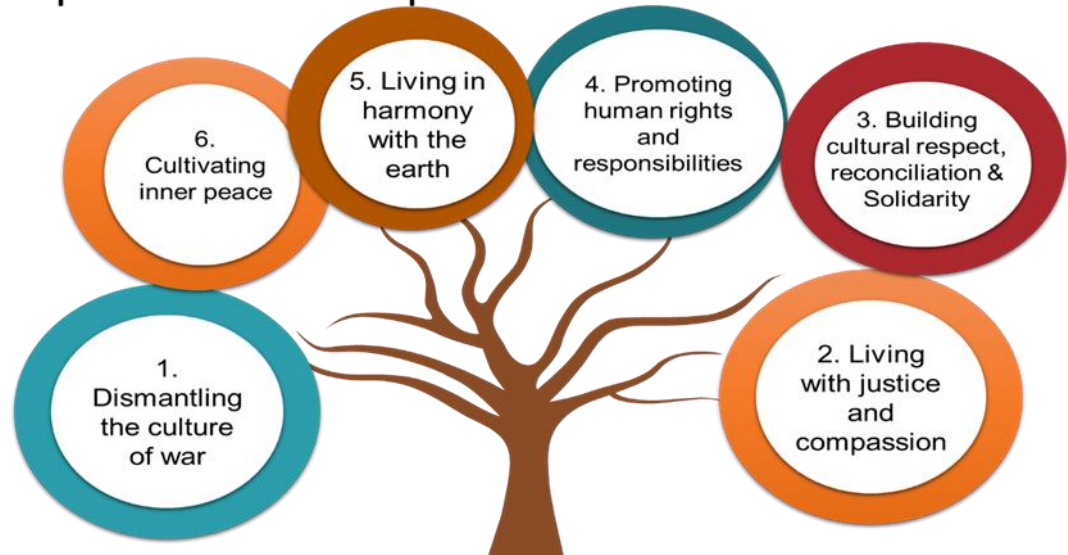 1.
Dismantling
the culture
of war
2. Living
with justice
and
compassion
3. Building
cultural respect,
reconciliation &
Solidarity
4. Promoting
human rights
and
responsibilities
5. Living in
harmony
with the
earth
6.
Cultivating
inner peace